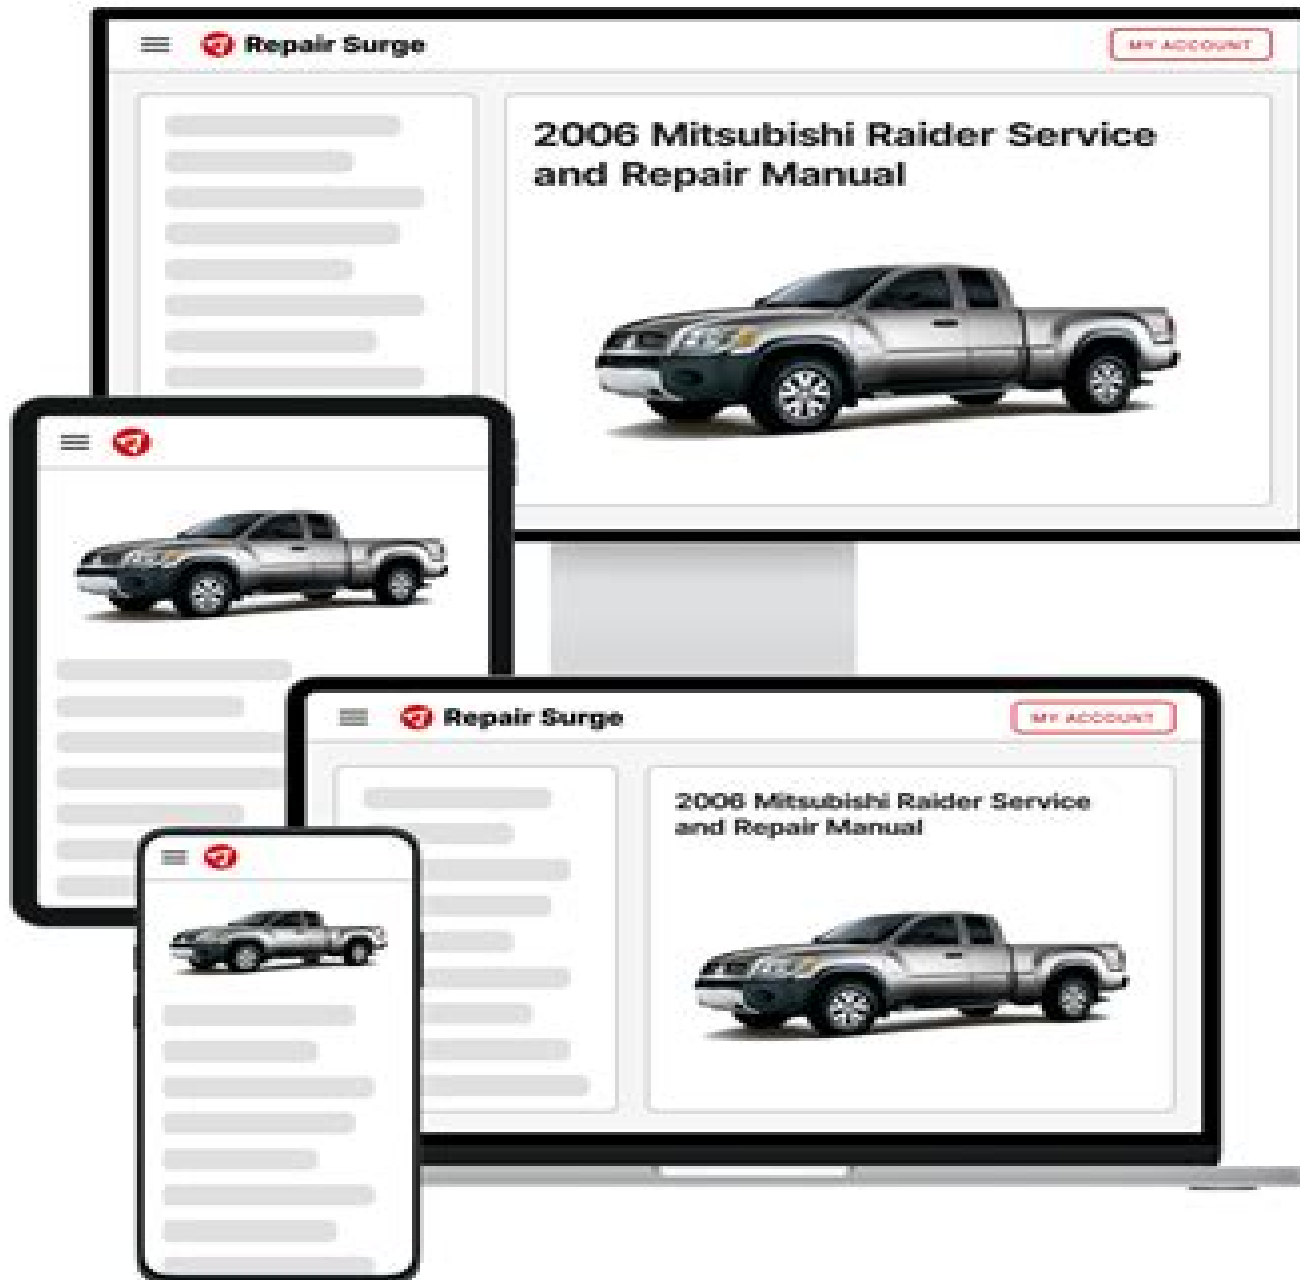 Repair Surge
MY ACCOUNT
2006 Mitsubishi Raider Service
and Repair Manual
Repair Surge
MY ACCOUNT
2006 Mitsubishi Raider Service
and Repair Manual